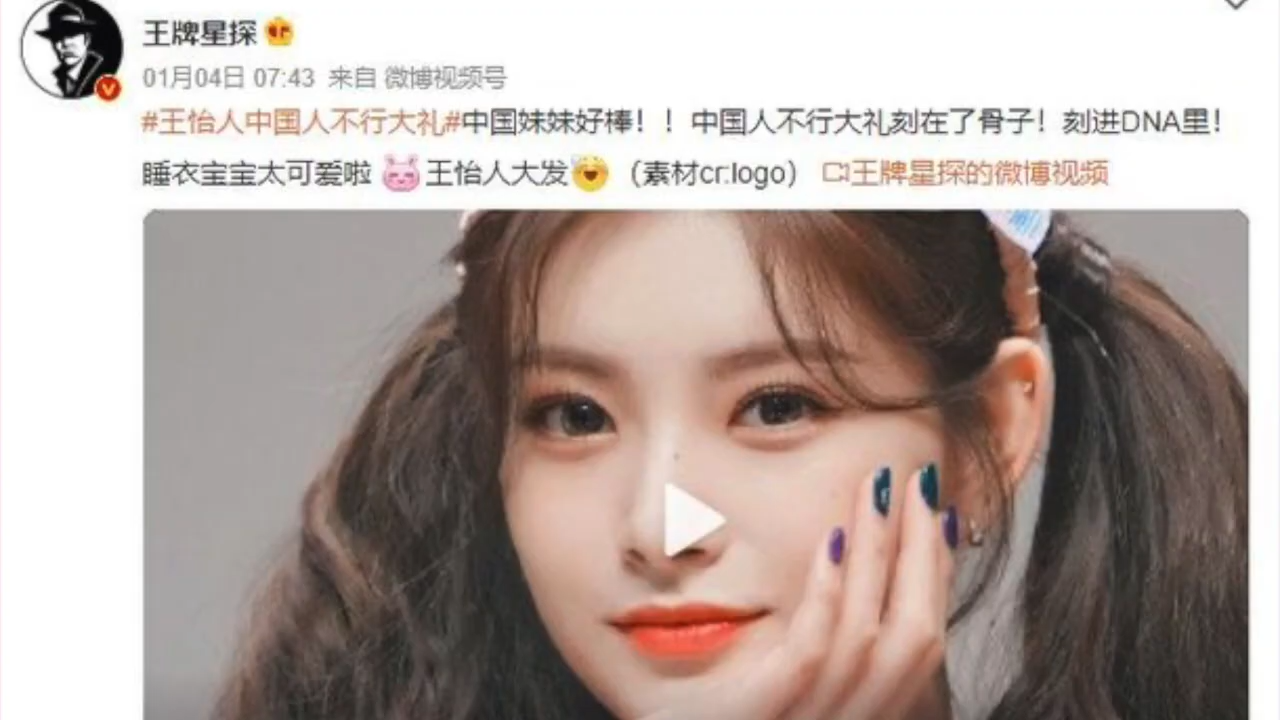 王牌星探
01月04日 07:43 来自 微博视频号
#王怡人中国人不行大礼#中国妹妹好棒！！中国人不行大礼刻在了骨子！刻进DNA里！
睡衣宝宝太可爱啦 王怡人大发（素材cr:logo） 王牌星探的微博视频